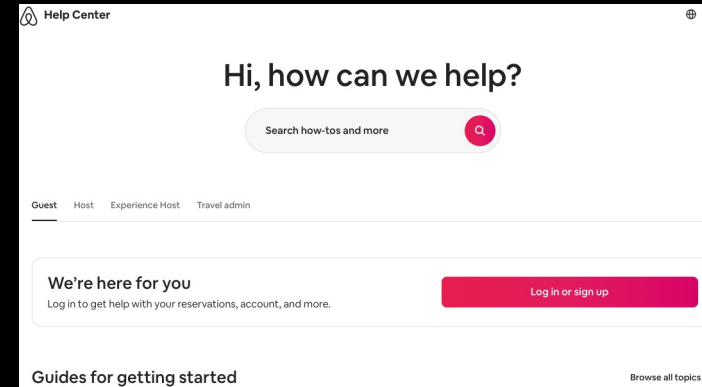 Help Center
Hi, how can we help?
Search how-tos and more
Guest Host Experience Host Travel admin
We’re here for you
Log in to get help with your reservations, account, and more.
Log in or sign up
Guides for getting started
Browse all topics